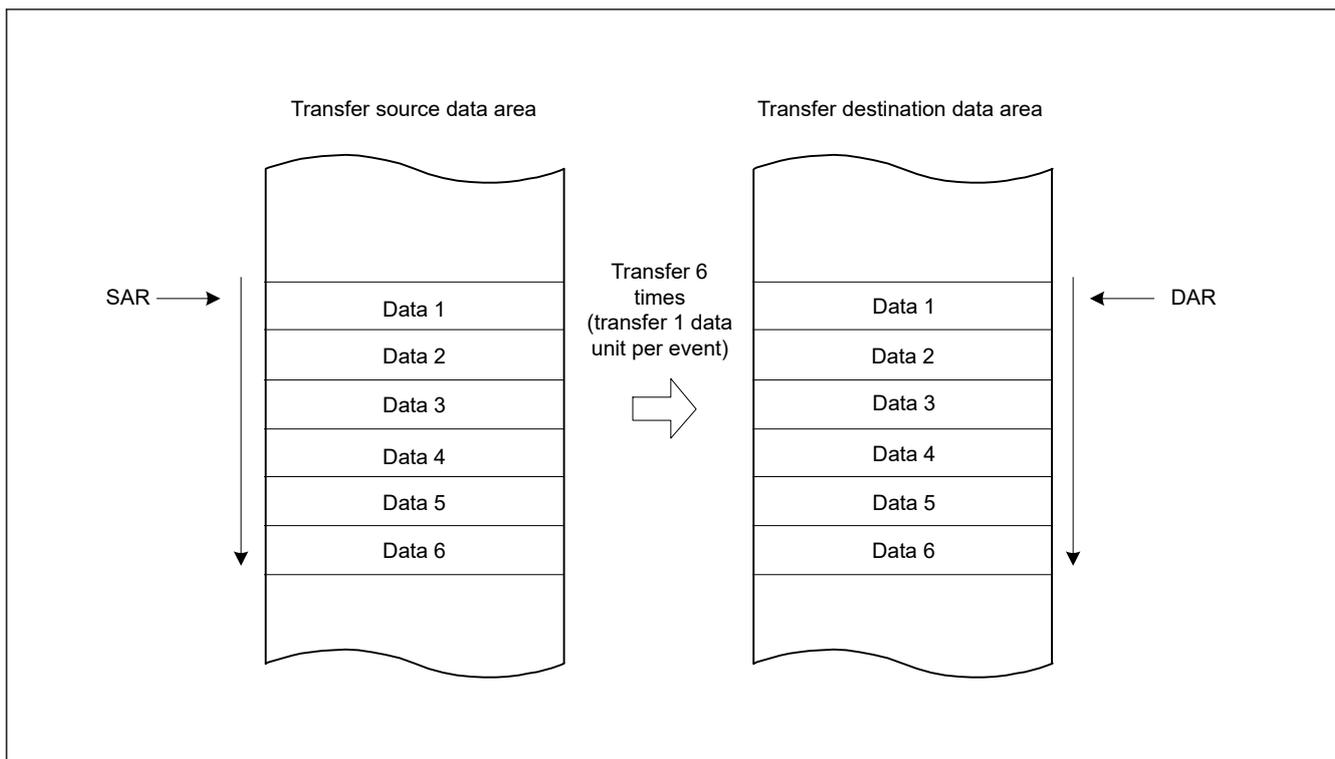 Transfer source data area
Transfer destination data area
SAR
Data 1
Data 2
Data 3
Data 4
Data 5
Data 6
Transfer 6
times
(transfer 1 data
unit per event)
Data 1
Data 2
Data 3
Data 4
Data 5
Data 6
DAR